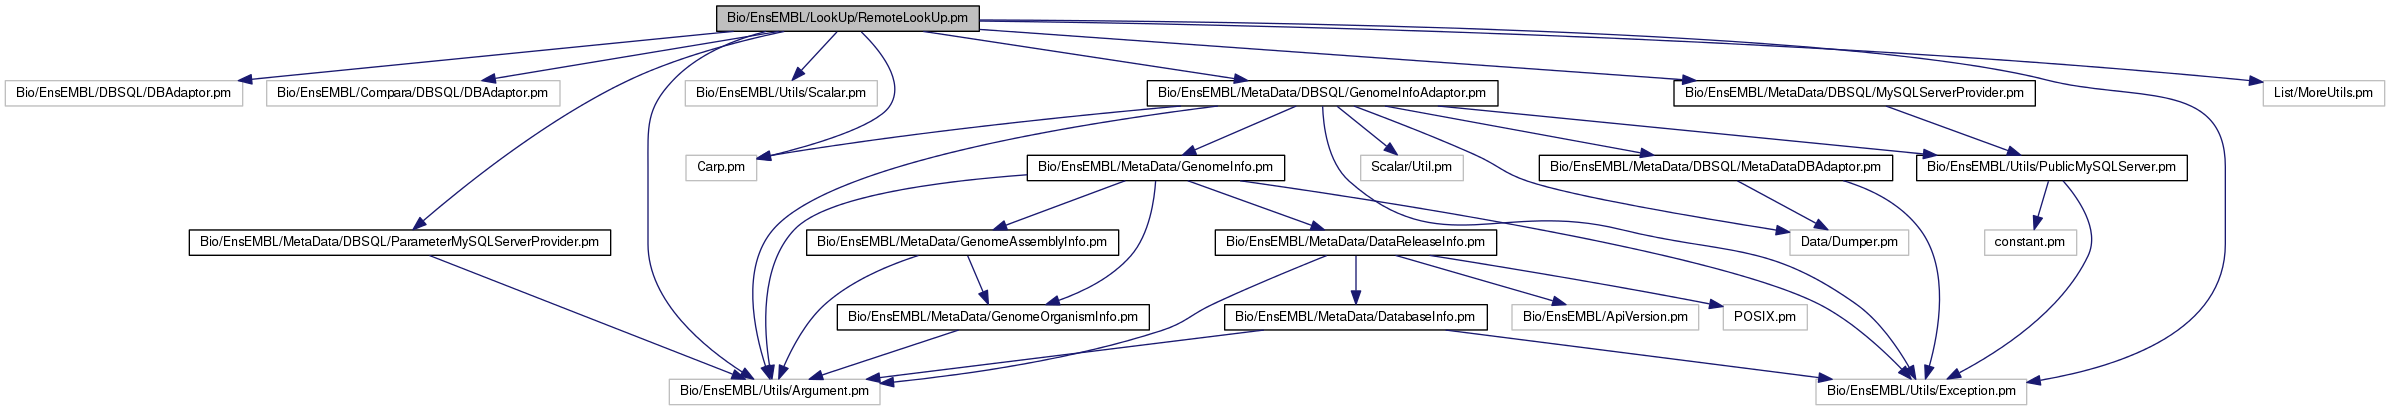 Bio/EnsEMBL/LookUp/RemoteLookUp.pm
Bio/EnsEMBL/DBSQL/DBAdaptor.pm
Bio/EnsEMBL/Compara/DBSQL/DBAdaptor.pm
Bio/EnsEMBL/Utils/Scalar.pm
Bio/EnsEMBL/MetaData/DBSQL/GenomeInfoAdaptor.pm
Bio/EnsEMBL/MetaData/DBSQL/MySQLServerProvider.pm
List/MoreUtils.pm
Carp.pm
Bio/EnsEMBL/MetaData/GenomeInfo.pm
Scalar/Util.pm
Bio/EnsEMBL/MetaData/DBSQL/MetaDataDBAdaptor.pm
Bio/EnsEMBL/Utils/PublicMySQLServer.pm
Bio/EnsEMBL/MetaData/DBSQL/ParameterMySQLServerProvider.pm
Bio/EnsEMBL/MetaData/GenomeAssemblyInfo.pm
Bio/EnsEMBL/MetaData/DataReleaseInfo.pm
Data/Dumper.pm
constant.pm
Bio/EnsEMBL/MetaData/GenomeOrganismInfo.pm
Bio/EnsEMBL/MetaData/DatabaseInfo.pm
Bio/EnsEMBL/ApiVersion.pm
POSIX.pm
Bio/EnsEMBL/Utils/Argument.pm
Bio/EnsEMBL/Utils/Exception.pm